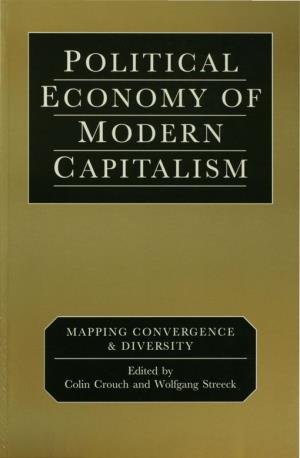 POLITICAL
ECONOMY OF
MODERN
CAPITALISM
MAPPING CONVERGENCE
& DIVERSITY
Edited by
Colin Crouch and Wolfgang Streeck